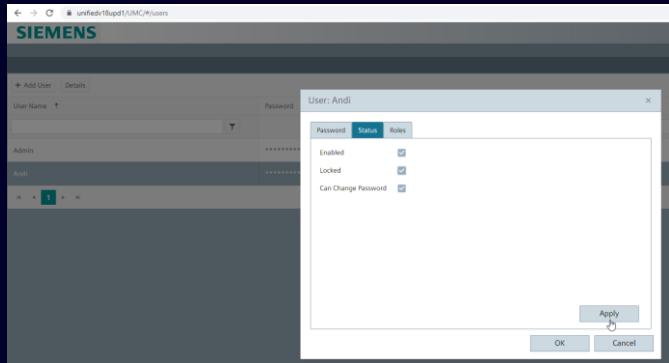 unifiedv18upd1/UMC/#/users
SIEMENS
+ Add User Details
User Name ↑ Password
Admin *********
Andi *********
1
User: Andi ×
Password Status Roles
Enabled
Locked
Can Change Password
Apply
OK Cancel